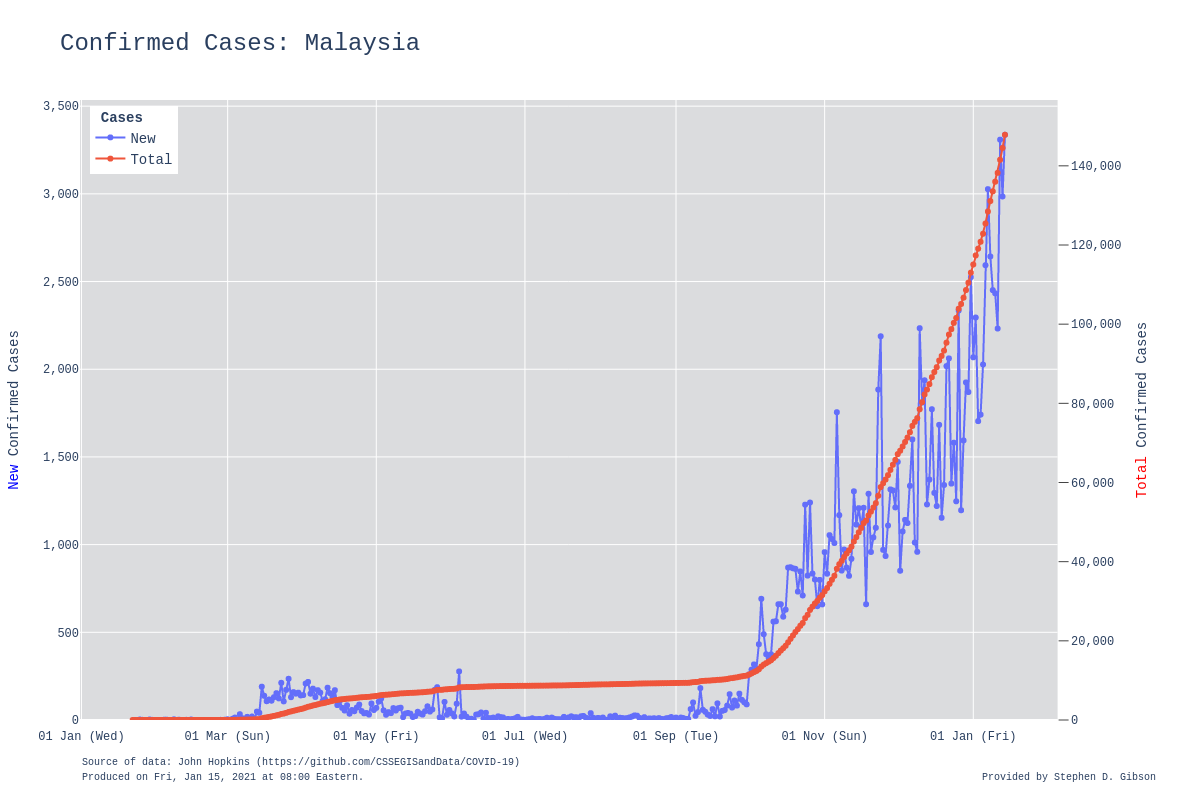 Confirmed Cases: Malaysia
Cases
New
Total
3,500
3,000
2,500
2,000
1,500
1,000
500
0
New Confirmed Cases
140,000
120,000
100,000
80,000
60,000
40,000
20,000
0
Total Confirmed Cases
01 Jan (Wed)
01 Mar (Sun)
01 May (Fri)
01 Jul (Wed)
01 Sep (Tue)
01 Nov (Sun)
01 Jan (Fri)
Source of data: John Hopkins (https://github.com/CSSEGISandData/COVID-19)
Produced on Fri, Jan 15, 2021 at 08:00 Eastern.
Provided by Stephen D. Gibson